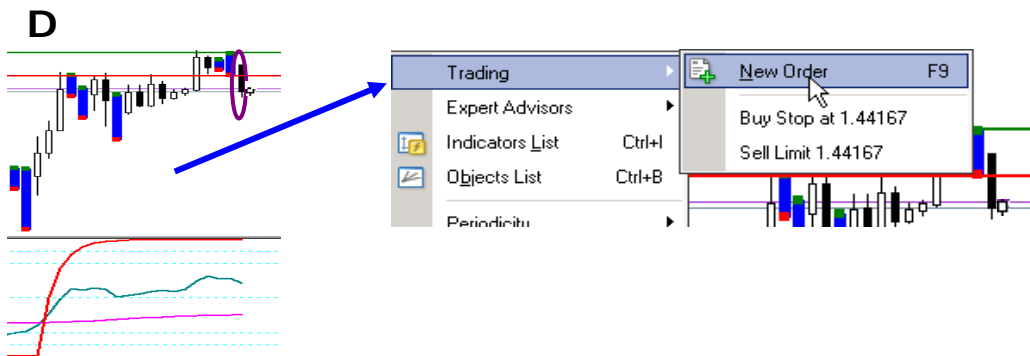 D
Trading
New Order F9
Expert Advisors
Buy Stop at 1.44167
Indicators List Ctrl+I
Sell Limit 1.44167
Objects List Ctrl+B
Periodicity